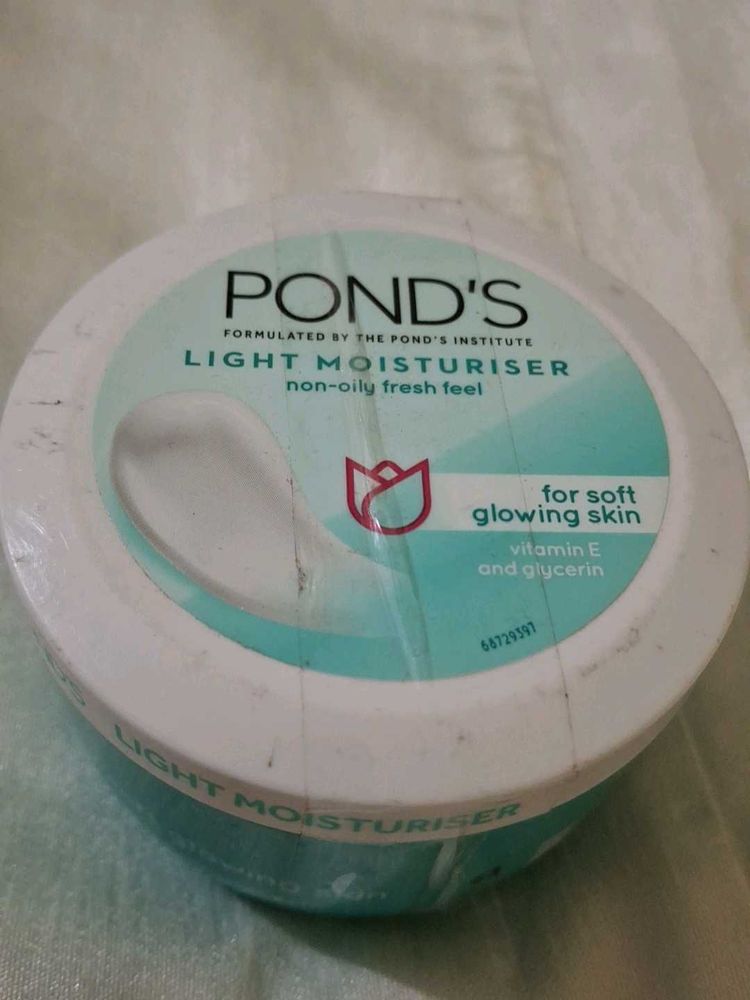 POND'S
FORMULATED BY THE POND'S INSTITUTE
LIGHT MOISTURISER
non-oily fresh feel
for soft
glowing skin
vitamin E
and glycerin
68729397
LIGHT MOISTURISER